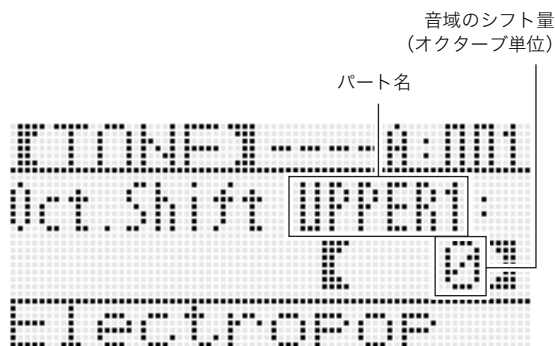 音域のシフト量
(オクターブ単位)
パート名
【TONE】----A:001
Oct.Shift UPPER1:
【 0】
Electropop